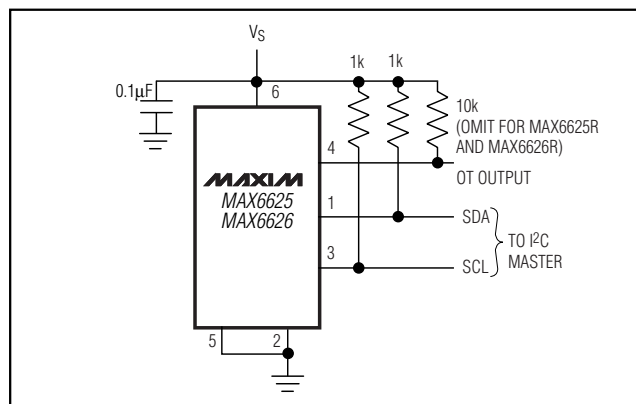 VS
1k 1k
0.1µF
6
10k
(OMIT FOR MAX6625R
AND MAX6626R)
4
OT OUTPUT
MAXIM
MAX6625
MAX6626
1
SDA
TO I²C
MASTER
3
SCL
5 2